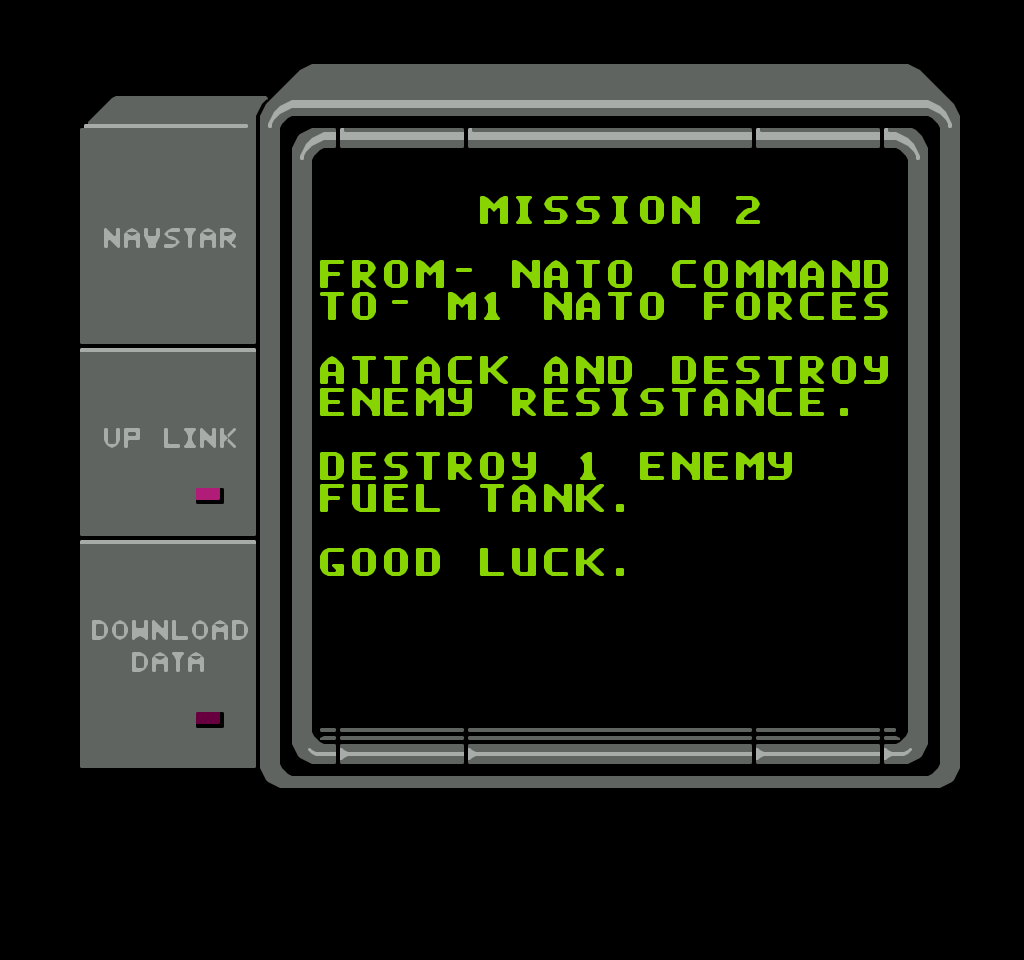 NAVSTAR
UP LINK
DOWNLOAD
DATA
MISSION 2
FROM- NATO COMMAND
TO- M1 NATO FORCES
ATTACK AND DESTROY
ENEMY RESISTANCE.
DESTROY 1 ENEMY
FUEL TANK.
GOOD LUCK.